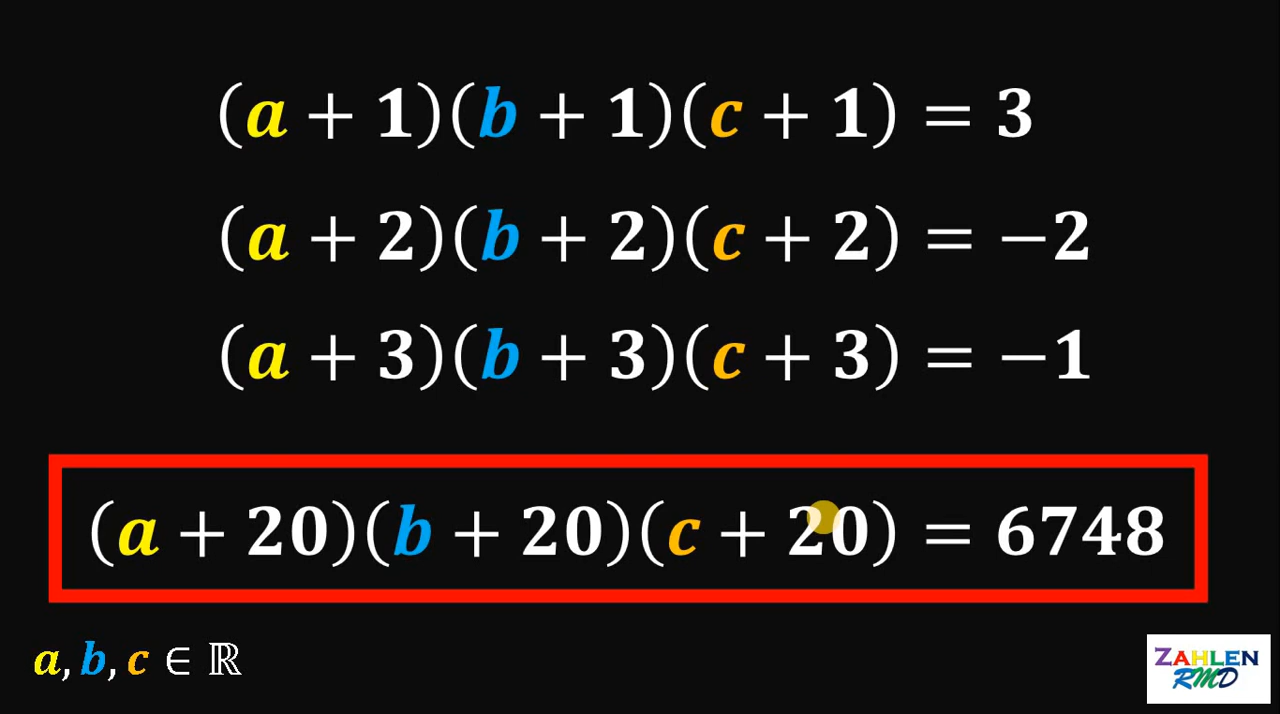 (a + 1)(b + 1)(c + 1) = 3
(a + 2)(b + 2)(c + 2) = −2
(a + 3)(b + 3)(c + 3) = −1
(a + 20)(b + 20)(c + 20) = 6748
a, b, c ∈ ℝ
ZAHLEN
RMD